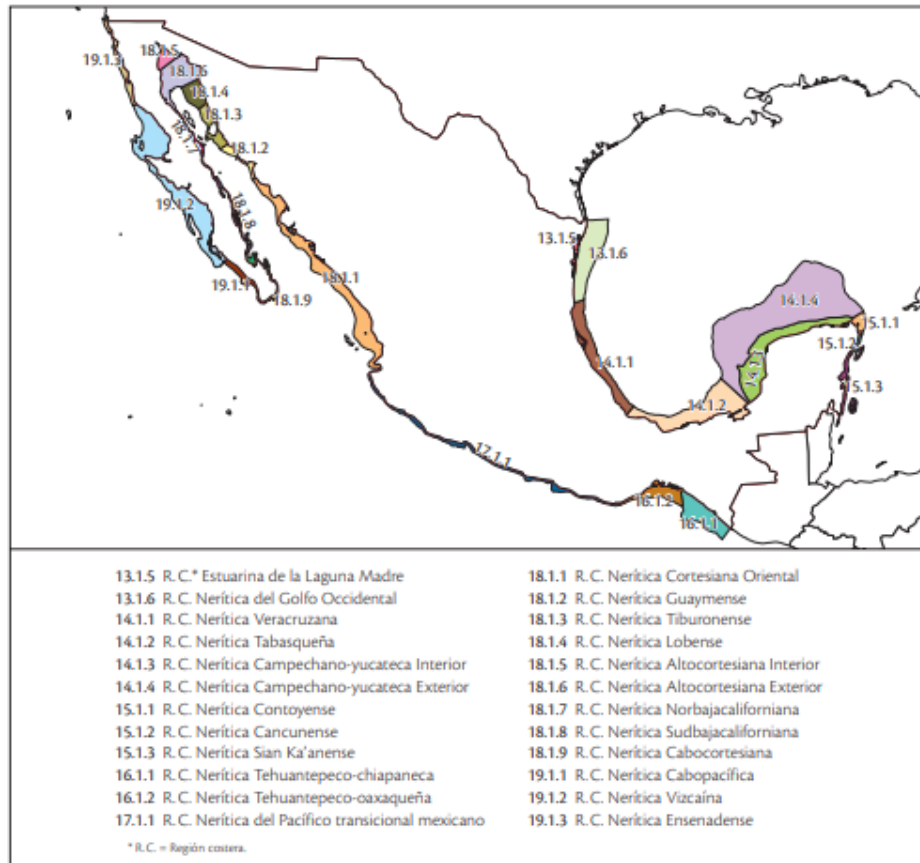 19.1.3
18.1.5
18.1.6
18.1.4
18.1.3
18.1.7
18.1.2
19.1.2
18.1.8
18.1.1
19.1.1
18.1.9
13.1.5
13.1.6
14.1.4
15.1.1
14.1.1
15.1.2
14.1.3
15.1.3
14.1.2
17.1.1
16.1.2
16.1.1
13.1.5 R.C.* Estuarina de la Laguna Madre
13.1.6 R.C. Nerítica del Golfo Occidental
14.1.1 R.C. Nerítica Veracruzana
14.1.2 R.C. Nerítica Tabasqueña
14.1.3 R.C. Nerítica Campechano-yucateca Interior
14.1.4 R.C. Nerítica Campechano-yucateca Exterior
15.1.1 R.C. Nerítica Contoyense
15.1.2 R.C. Nerítica Cancunense
15.1.3 R.C. Nerítica Sian Ka'anense
16.1.1 R.C. Nerítica Tehuantepeco-chiapaneca
16.1.2 R.C. Nerítica Tehuantepeco-oaxaqueña
17.1.1 R.C. Nerítica del Pacífico transicional mexicano
18.1.1 R.C. Nerítica Cortesiana Oriental
18.1.2 R.C. Nerítica Guaymense
18.1.3 R.C. Nerítica Tiburonense
18.1.4 R.C. Nerítica Lobense
18.1.5 R.C. Nerítica Altocortesiana Interior
18.1.6 R.C. Nerítica Altocortesiana Exterior
18.1.7 R.C. Nerítica Norbajacaliforniana
18.1.8 R.C. Nerítica Sudbajacaliforniana
18.1.9 R.C. Nerítica Cabocortesiana
19.1.1 R.C. Nerítica Cabopacífica
19.1.2 R.C. Nerítica Vizcaína
19.1.3 R.C. Nerítica Ensenadense
* R.C. = Región costera.